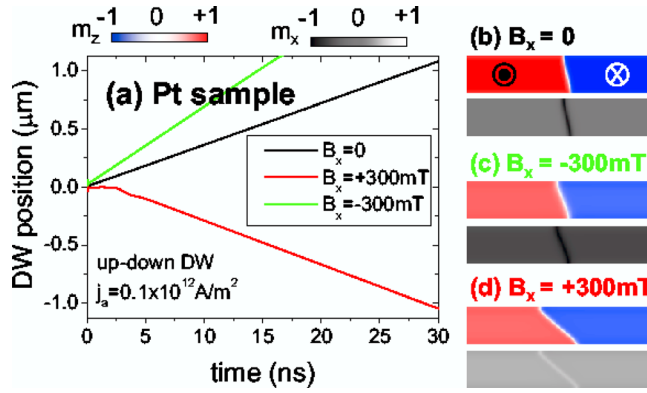 -1 0 +1 -1 0 +1
m_z m_x
(b) B_x = 0
1.0
(a) Pt sample
0.5
B_x=0
B_x=+300mT
B_x=-300mT
(c) B_x = -300mT
0.0
DW position (μm)
-0.5
up-down DW
j_a=0.1x10^12A/m^2
(d) B_x = +300mT
-1.0
0 5 10 15 20 25 30
time (ns)